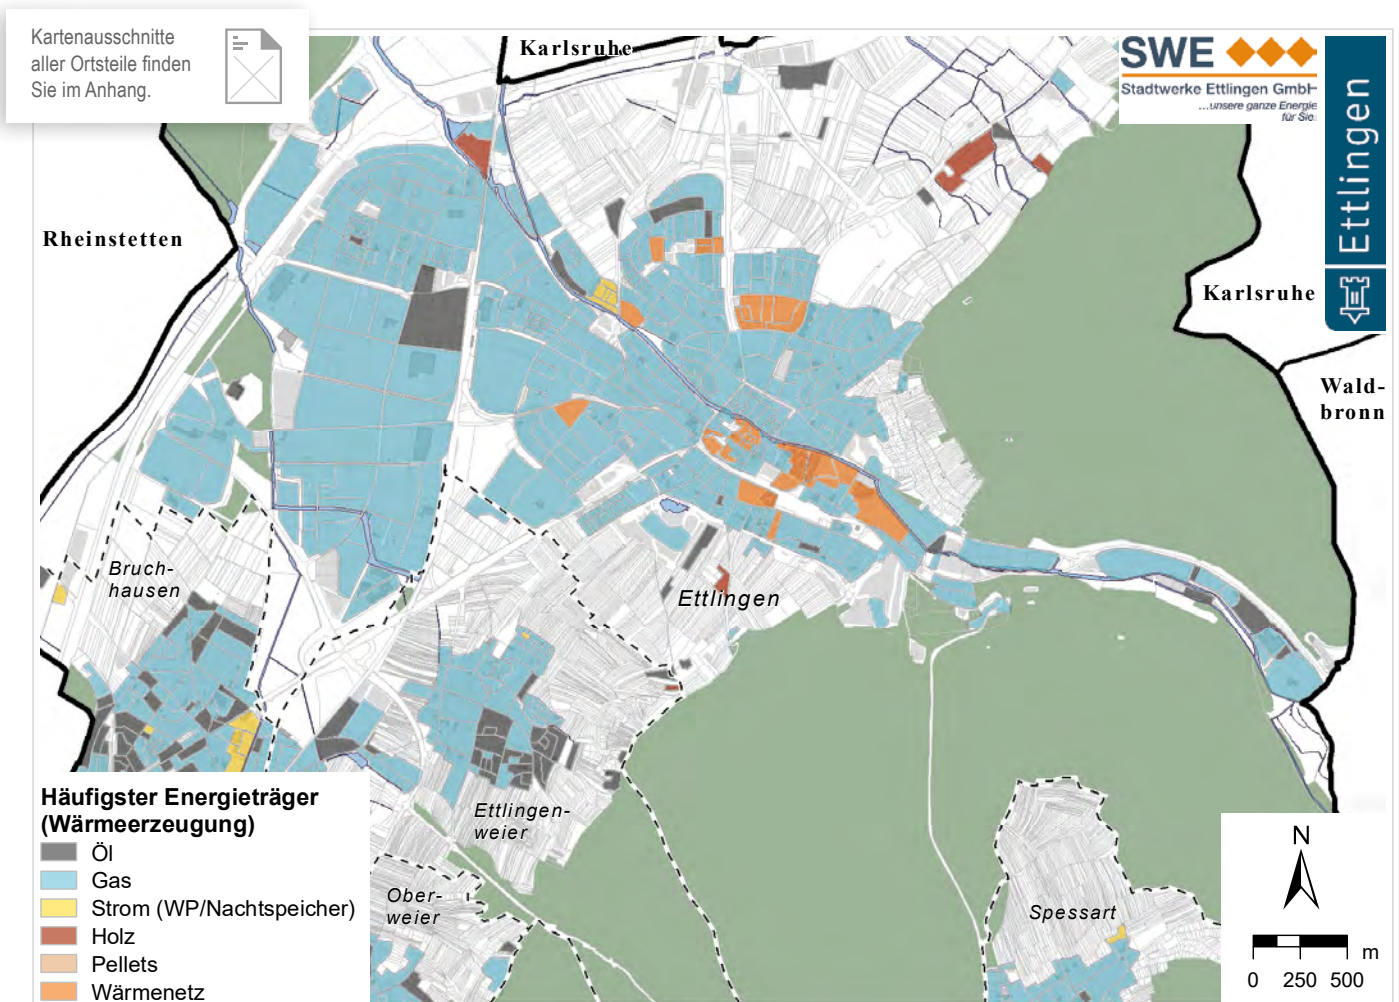 Kartenausschnitte
aller Ortsteile finden
Sie im Anhang.
Karlsruhe
SWE
Stadtwerke Ettlingen GmbH
...unsere ganze Energie
für Sie.
Ettlingen
Rheinstetten
Karlsruhe
Wald-
bronn
Bruch-
hausen
Ettlingen
Ettlingen-
weier
Ober-
weier
Spessart
Häufigster Energieträger
(Wärmeerzeugung)
Öl
Gas
Strom (WP/Nachtspeicher)
Holz
Pellets
Wärmenetz
N
m
0 250 500